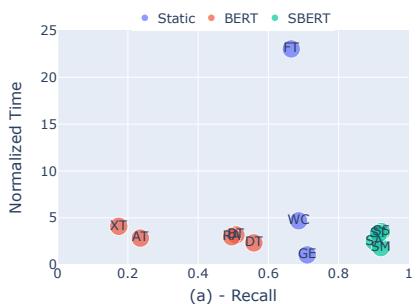 Static BERT SBERT
25
FT
20
Normalized Time
15
10
5
XT
AT
DT
WC
GE
SM
0
0 0.2 0.4 0.6 0.8 1
(a) - Recall